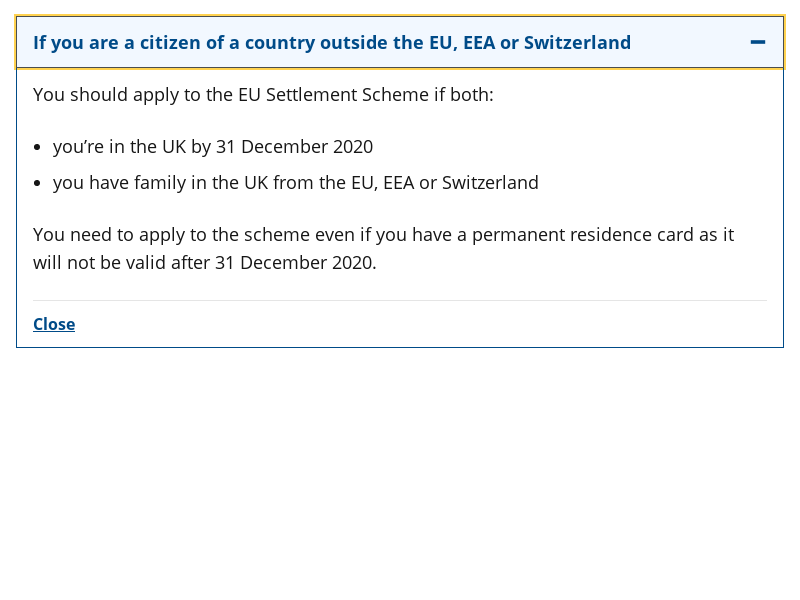 If you are a citizen of a country outside the EU, EEA or Switzerland
You should apply to the EU Settlement Scheme if both:
you’re in the UK by 31 December 2020
you have family in the UK from the EU, EEA or Switzerland
You need to apply to the scheme even if you have a permanent residence card as it
will not be valid after 31 December 2020.
Close